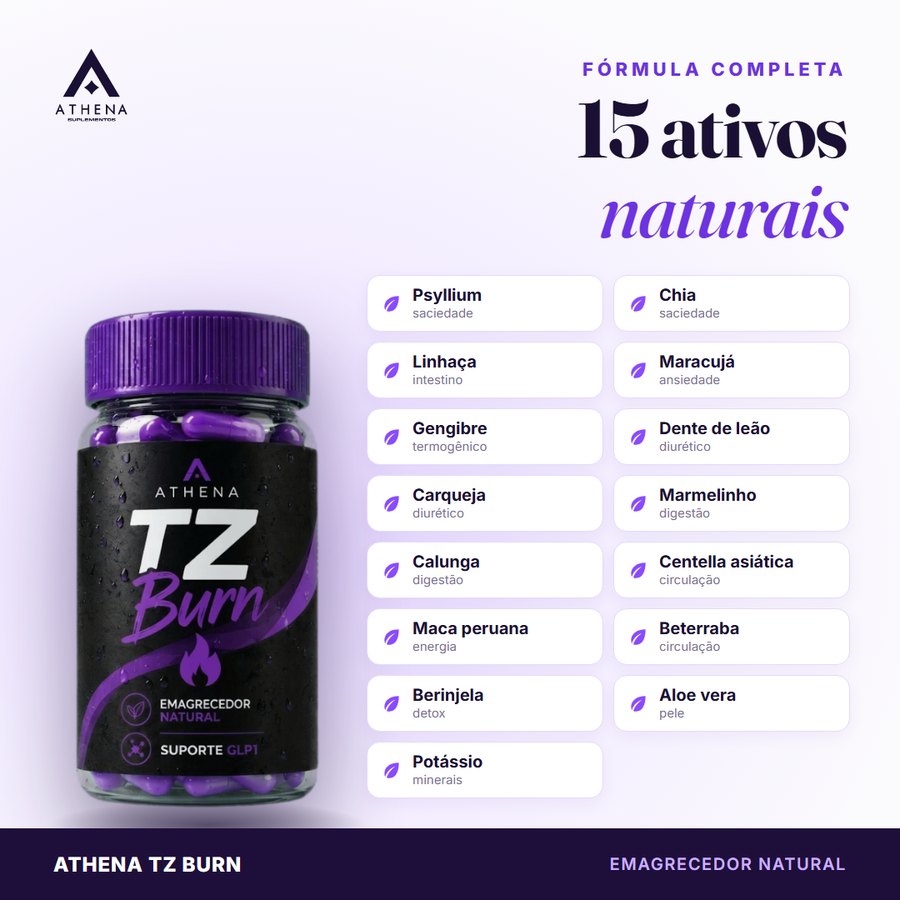 ATHENA
SUPLEMENTOS
FÓRMULA COMPLETA
15 ativos
naturais
Psyllium
saciedade
Chia
saciedade
Linhaça
intestino
Maracujá
ansiedade
Gengibre
termogênico
Dente de leão
diurético
Carqueja
diurético
Marmelinho
digestão
Calunga
digestão
Centella asiática
circulação
Maca peruana
energia
Beterraba
circulação
Berinjela
detox
Aloe vera
pele
Potássio
minerais
ATHENA
TZ
Burn
EMAGRECEDOR
NATURAL
SUPORTE GLP1
ATHENA TZ BURN
EMAGRECEDOR NATURAL